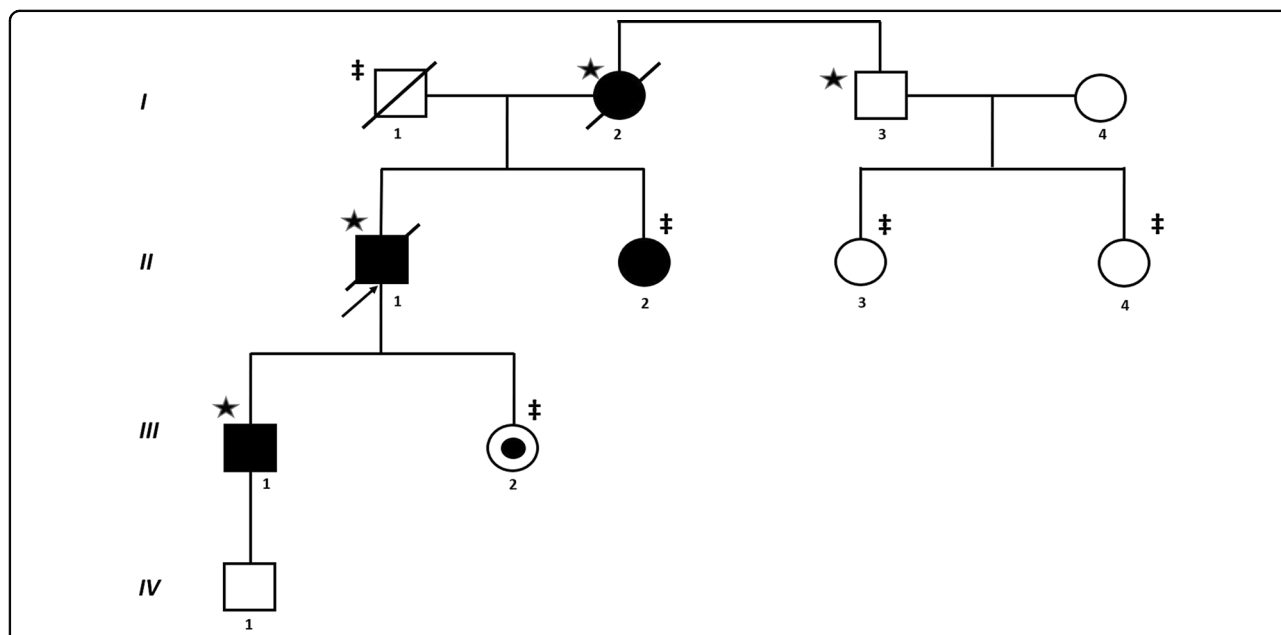 ‡ ★ ★
I
1 2 3 4
★ ‡ ‡ ‡
II
1 2 3 4
★ ‡
III
1 2
IV
1